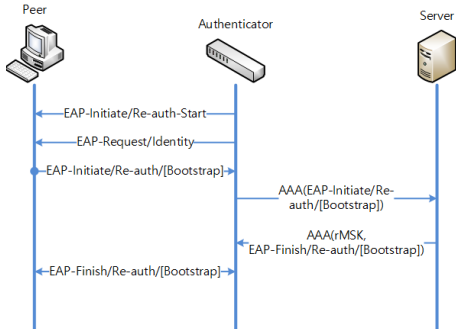 Peer
Authenticator
Server
EAP-Initiate/Re-auth-Start
EAP-Request/Identity
EAP-Initiate/Re-auth/[Bootstrap]
AAA(EAP-Initiate/Re-
auth/[Bootstrap])
AAA(rMSK,
EAP-Finish/Re-auth/[Bootstrap])
EAP-Finish/Re-auth/[Bootstrap]